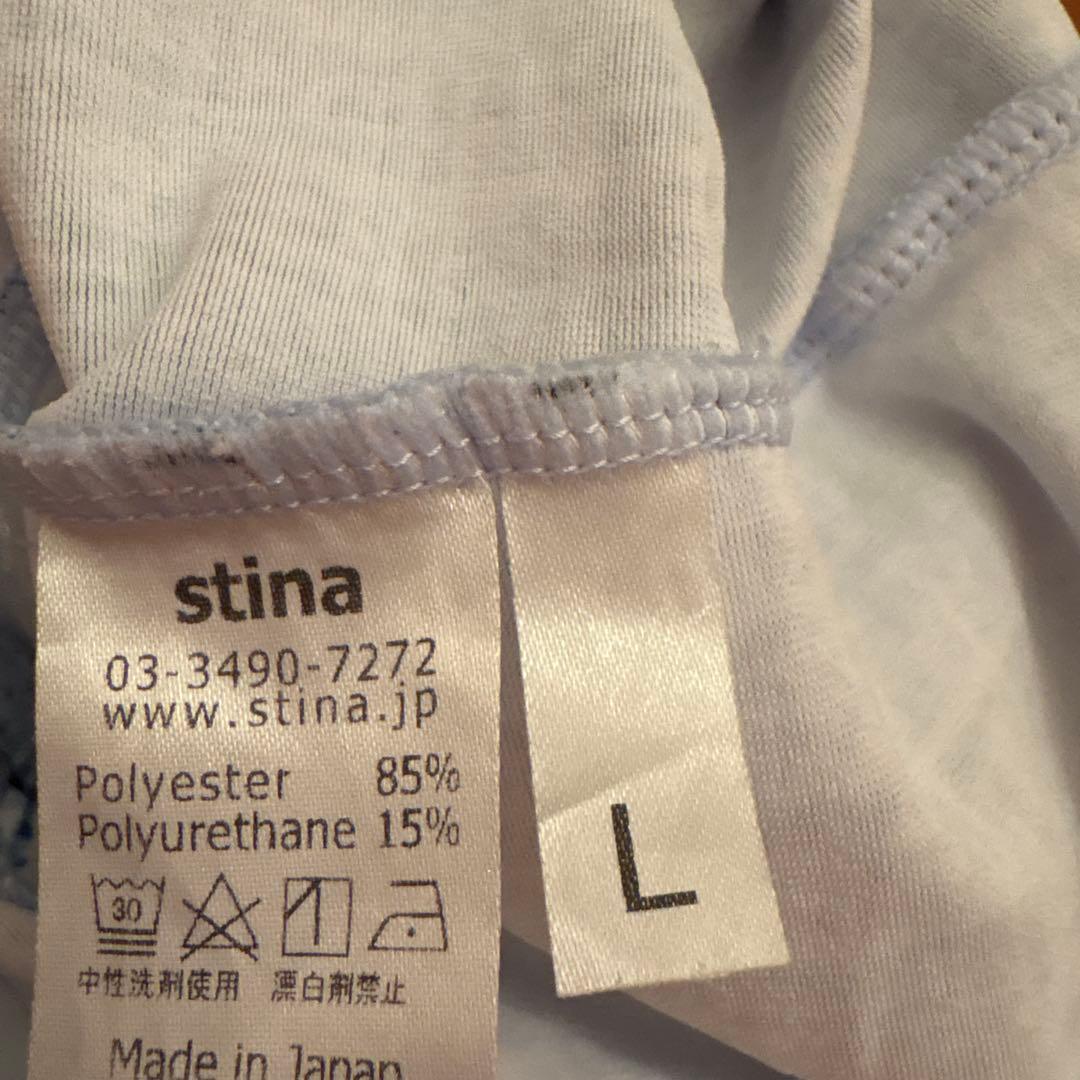 stina
03-3490-7272
www.stina.jp
Polyester 85%
Polyurethane 15%
30
中性洗剤使用 漂白剤禁止
Made in Japan
L